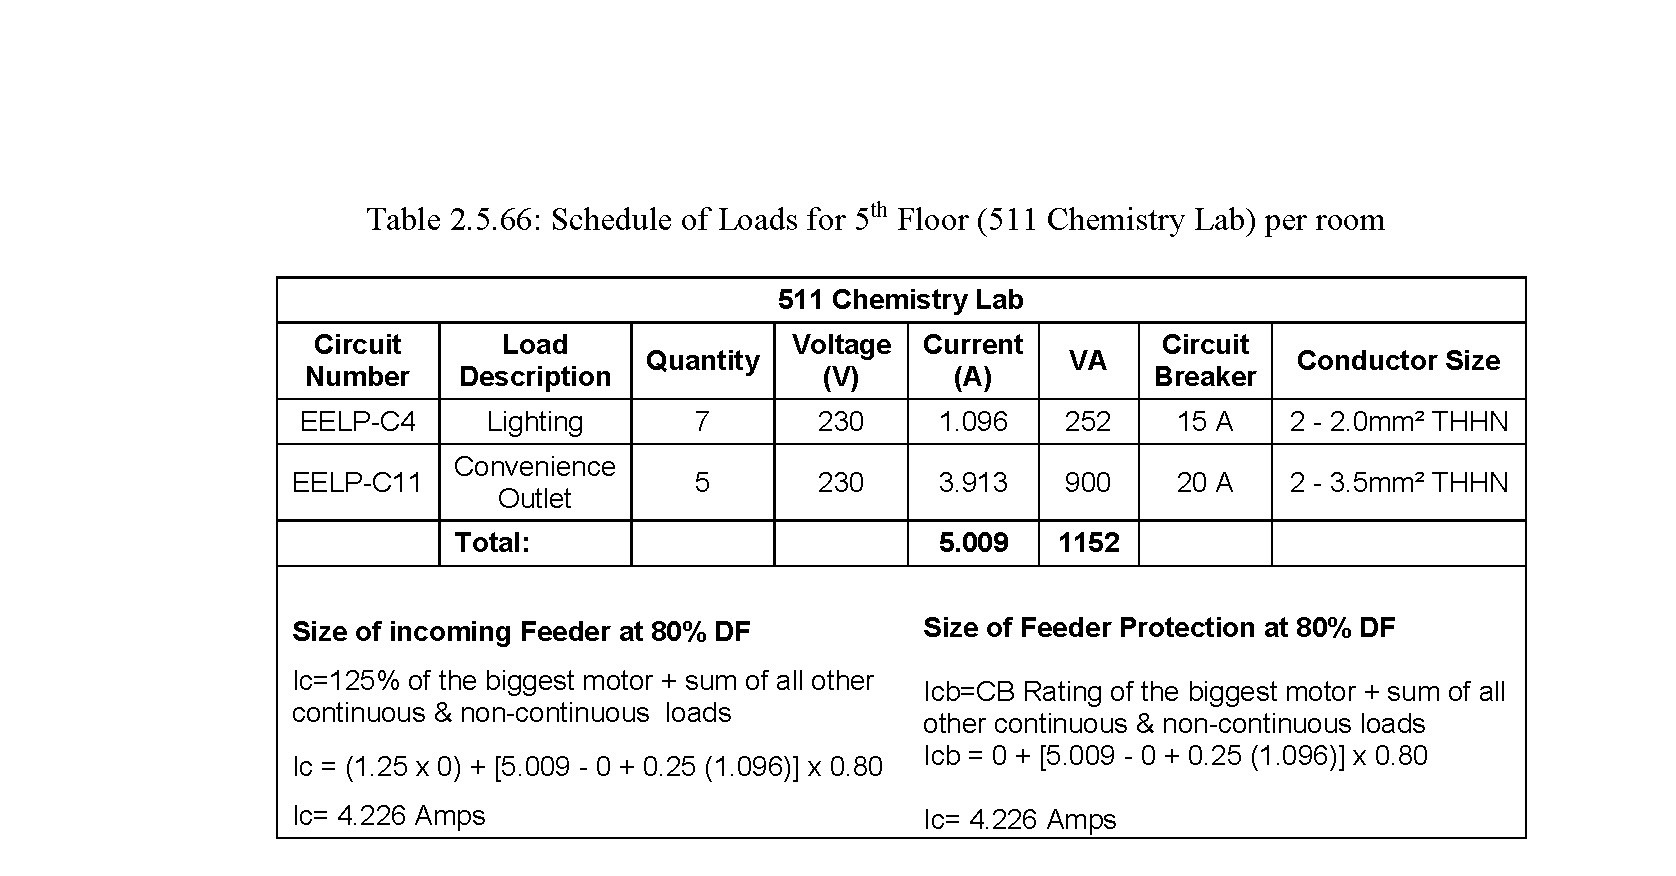 Table 2.5.66: Schedule of Loads for 5th Floor (511 Chemistry Lab) per room
511 Chemistry Lab
Circuit Number Load Description Quantity Voltage (V) Current (A) VA Circuit Breaker Conductor Size
EELP-C4 Lighting 7 230 1.096 252 15 A 2 - 2.0mm² THHN
EELP-C11 Convenience Outlet 5 230 3.913 900 20 A 2 - 3.5mm² THHN
Total: 5.009 1152
Size of incoming Feeder at 80% DF
Ic=125% of the biggest motor + sum of all other
continuous & non-continuous loads
Ic = (1.25 x 0) + [5.009 - 0 + 0.25 (1.096)] x 0.80
Ic= 4.226 Amps
Size of Feeder Protection at 80% DF
Icb=CB Rating of the biggest motor + sum of all
other continuous & non-continuous loads
Icb = 0 + [5.009 - 0 + 0.25 (1.096)] x 0.80
Ic= 4.226 Amps